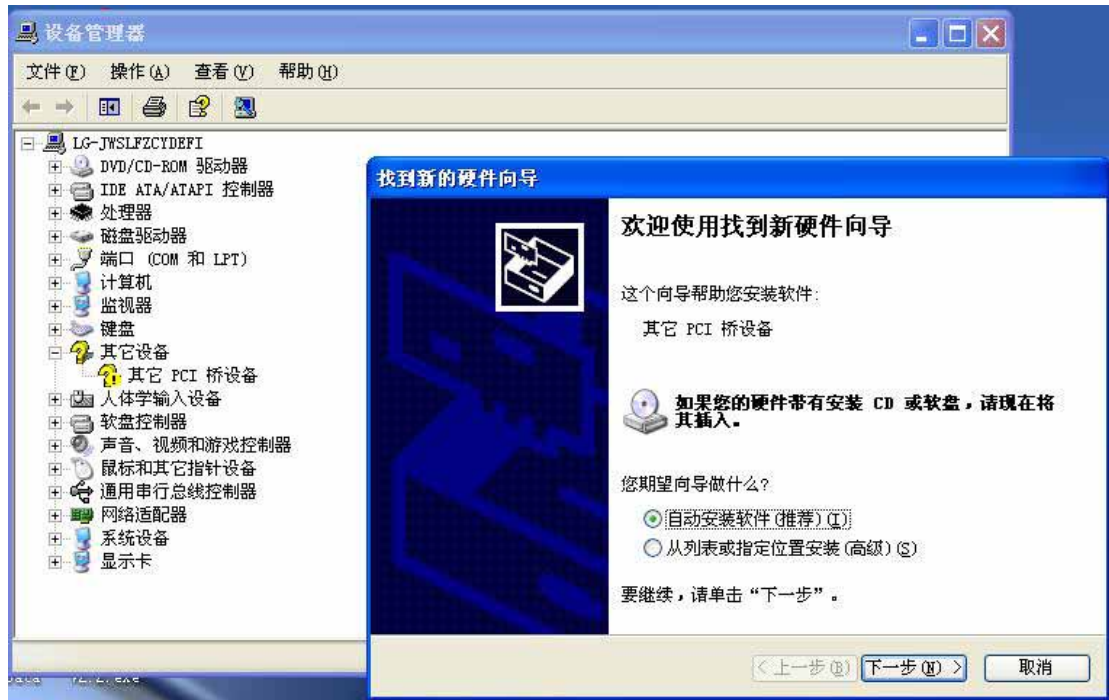 设备管理器
文件(F) 操作(A) 查看(V) 帮助(H)
LG-JWSLFZCYDEFI
DVD/CD-ROM 驱动器
IDE ATA/ATAPI 控制器
处理器
磁盘驱动器
端口 (COM 和 LPT)
计算机
监视器
键盘
其它设备
其它 PCI 桥设备
人体学输入设备
软盘控制器
声音、视频和游戏控制器
鼠标和其它指针设备
通用串行总线控制器
网络适配器
系统设备
显示卡
找到新的硬件向导
欢迎使用找到新硬件向导
这个向导帮助您安装软件:
其它 PCI 桥设备
如果您的硬件带有安装 CD 或软盘，请现在将
其插入。
您期望向导做什么?
自动安装软件(推荐)(I)
从列表或指定位置安装(高级)(S)
要继续，请单击“下一步”。
<上一步(B) 下一步(N) > 取消